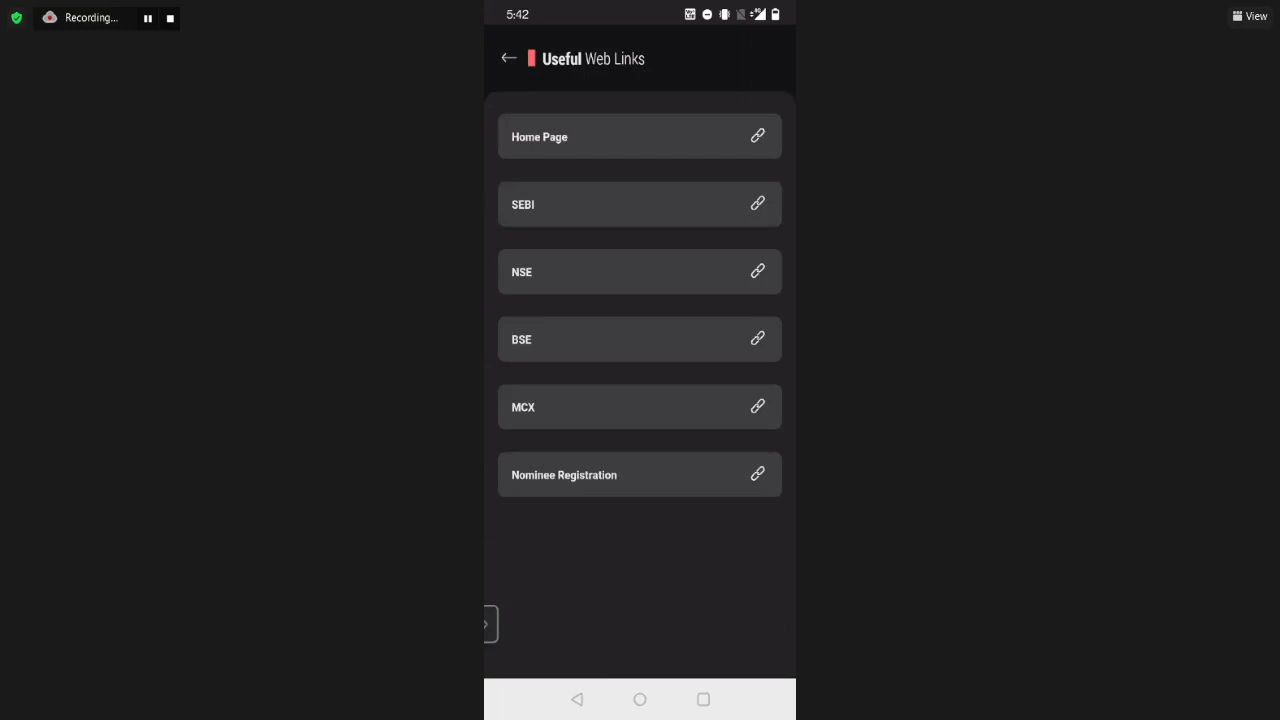 Recording...
View
5:42
Useful Web Links
Home Page
SEBI
NSE
BSE
MCX
Nominee Registration